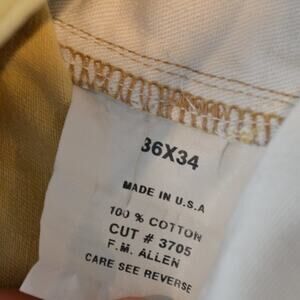 36X34
MADE IN U.S.A
100 % COTTON
CUT # 3705
F.M. ALLEN
CARE SEE REVERSE